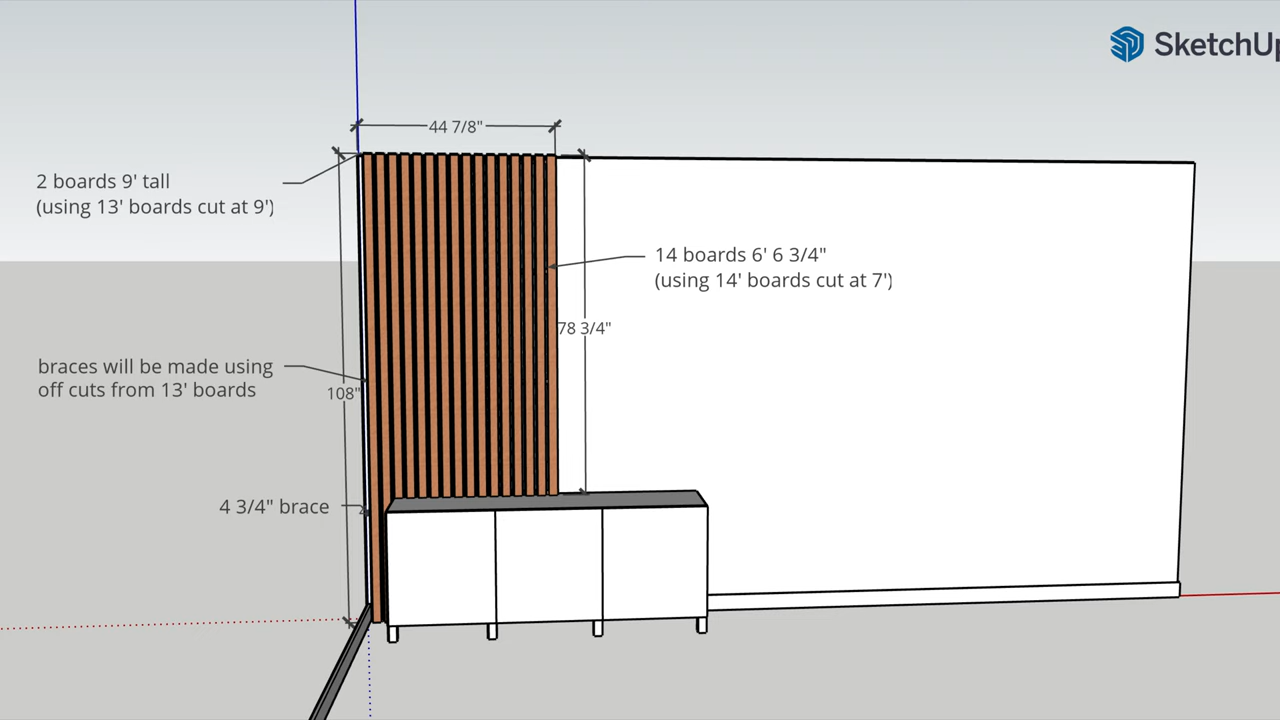 SketchUp
44 7/8"
2 boards 9' tall
(using 13' boards cut at 9')
14 boards 6' 6 3/4"
(using 14' boards cut at 7')
78 3/4"
braces will be made using
off cuts from 13' boards
108"
4 3/4" brace